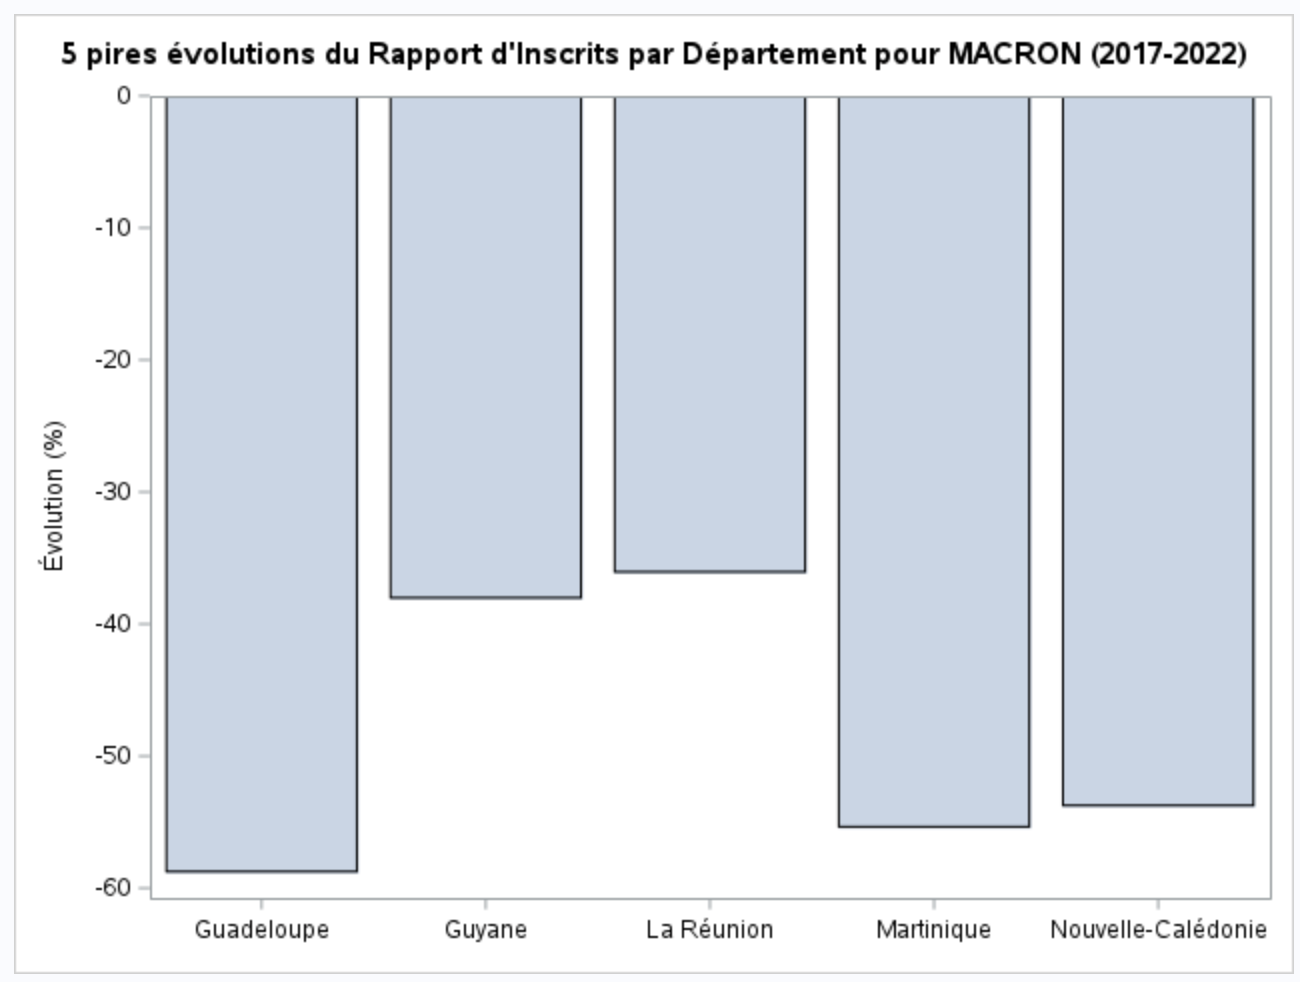 5 pires évolutions du Rapport d'Inscrits par Département pour MACRON (2017-2022)
0
-10
-20
-30
-40
-50
-60
Évolution (%)
Guadeloupe Guyane La Réunion Martinique Nouvelle-Calédonie